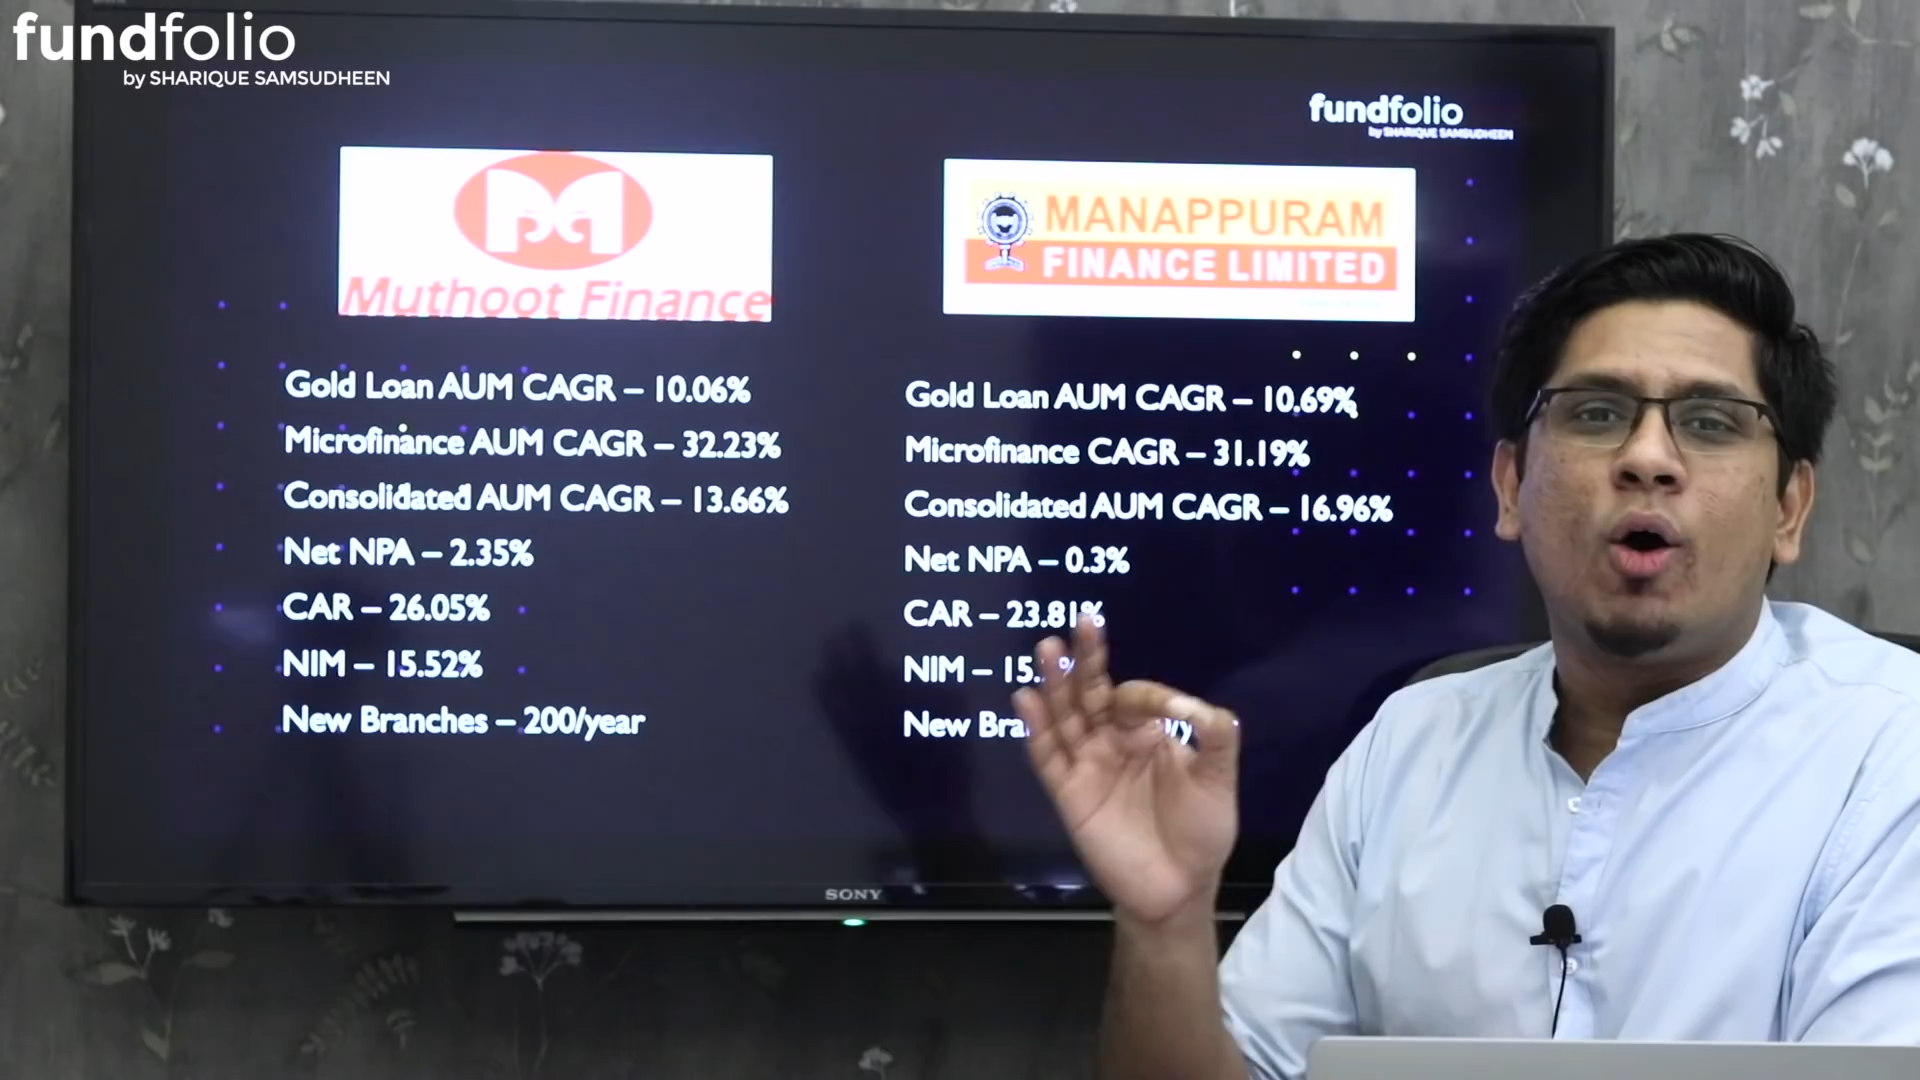 fundfolio
by SHARIQUE SAMSUDHEEN
fundfolio
by SHARIQUE SAMSUDHEEN
Muthoot Finance
Gold Loan AUM CAGR – 10.06%
Microfinance AUM CAGR – 32.23%
Consolidated AUM CAGR – 13.66%
Net NPA – 2.35%
CAR – 26.05%
NIM – 15.52%
New Branches – 200/year
MANAPPURAM
FINANCE LIMITED
Gold Loan AUM CAGR – 10.69%
Microfinance CAGR – 31.19%
Consolidated AUM CAGR – 16.96%
Net NPA – 0.3%
CAR – 23.81%
NIM –
New
SONY